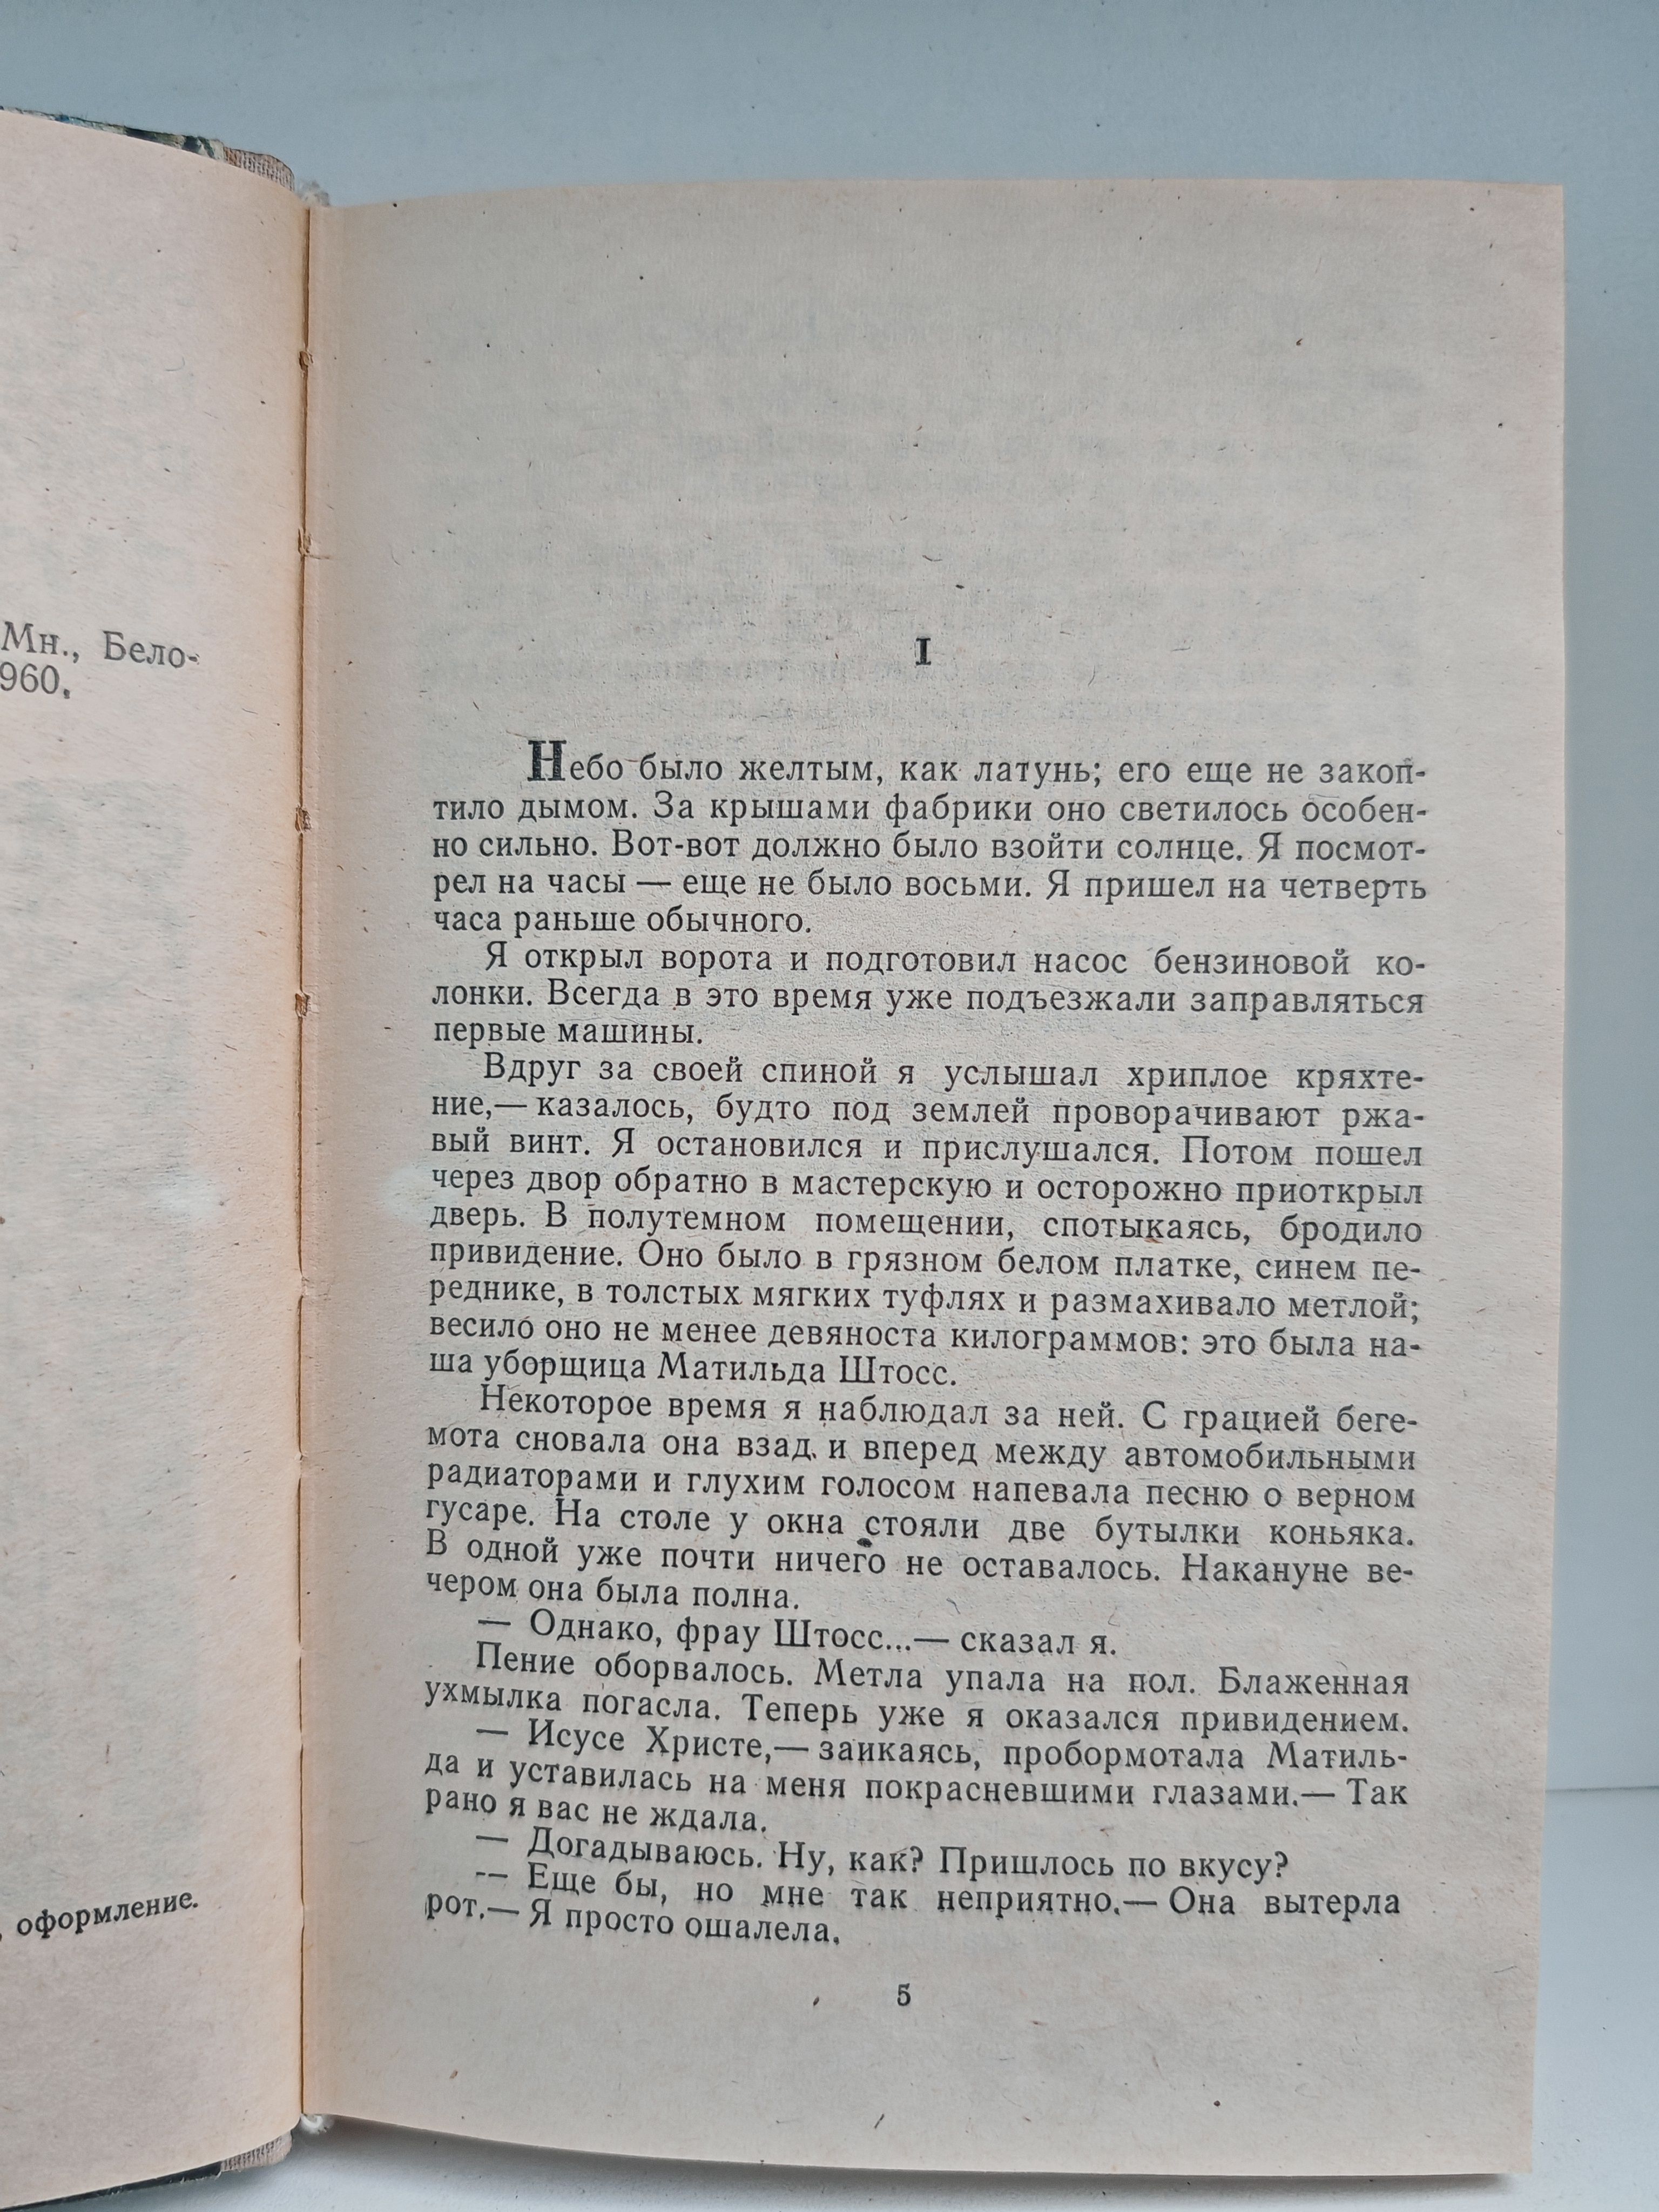 Мн., Бело-
960.
, оформление.
I
Небо было желтым, как латунь; его еще не закоп-
тило дымом. За крышами фабрики оно светилось особен-
но сильно. Вот-вот должно было взойти солнце. Я посмот-
рел на часы — еще не было восьми. Я пришел на четверть
часа раньше обычного.
Я открыл ворота и подготовил насос бензиновой ко-
лонки. Всегда в это время уже подъезжали заправляться
первые машины.
Вдруг за своей спиной я услышал хриплое кряхте-
ние,— казалось, будто под землей проворачивают ржа-
вый винт. Я остановился и прислушался. Потом пошел
через двор обратно в мастерскую и осторожно приоткрыл
дверь. В полутемном помещении, спотыкаясь, бродило
привидение. Оно было в грязном белом платке, синем пе-
реднике, в толстых мягких туфлях и размахивало метлой;
весило оно не менее девяноста килограммов: это была на-
ша уборщица Матильда Штосс.
Некоторое время я наблюдал за ней. С грацией беге-
мота сновала она взад и вперед между автомобильными
радиаторами и глухим голосом напевала песню о верном
гусаре. На столе у окна стояли две бутылки коньяка.
В одной уже почти ничего не оставалось. Накануне ве-
чером она была полна.
— Однако, фрау Штосс...— сказал я.
Пение оборвалось. Метла упала на пол. Блаженная
ухмылка погасла. Теперь уже я оказался привидением.
— Исусе Христе,— заикаясь, пробормотала Матиль-
да и уставилась на меня покрасневшими глазами.— Так
рано я вас не ждала.
— Догадываюсь. Ну, как? Пришлось по вкусу?
— Еще бы, но мне так неприятно.— Она вытерла
рот.— Я просто ошалела.
5